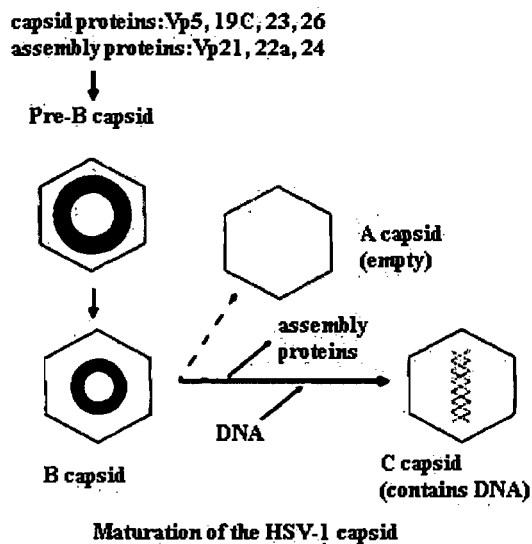 capsid proteins:Vp5, 19C, 23, 26
assembly proteins:Vp21, 22a, 24
Pre-B capsid
A capsid
(empty)
assembly
proteins
DNA
B capsid
C capsid
(contains DNA)
Maturation of the HSV-1 capsid